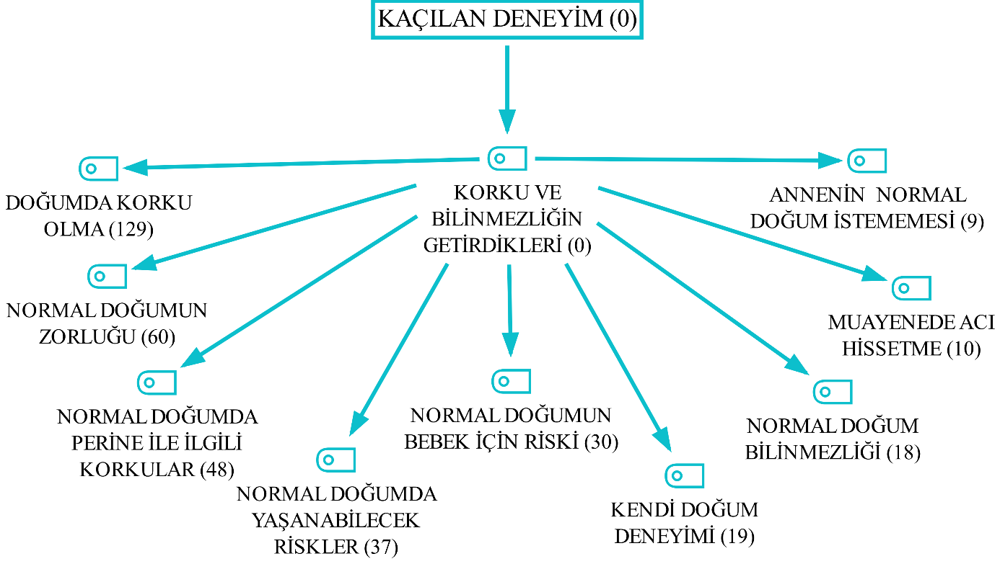 KAÇILAN DENEYİM (0)
KORKU VE
BİLİNMEZLİĞİN
GETİRDİKLERİ (0)
DOĞUMDA KORKU
OLMA (129)
NORMAL DOĞUMUN
ZORLUĞU (60)
NORMAL DOĞUMDA
PERİNE İLE İLGİLİ
KORKULAR (48)
NORMAL DOĞUMDA
YAŞANABİLECEK
RİSKLER (37)
NORMAL DOĞUMUN
BEBEK İÇİN RİSKİ (30)
KENDİ DOĞUM
DENEYİMİ (19)
NORMAL DOĞUM
BİLİNMEZLİĞİ (18)
MUAYENEDE ACI
HİSSETME (10)
ANNENİN NORMAL
DOĞUM İSTEMEMESİ (9)